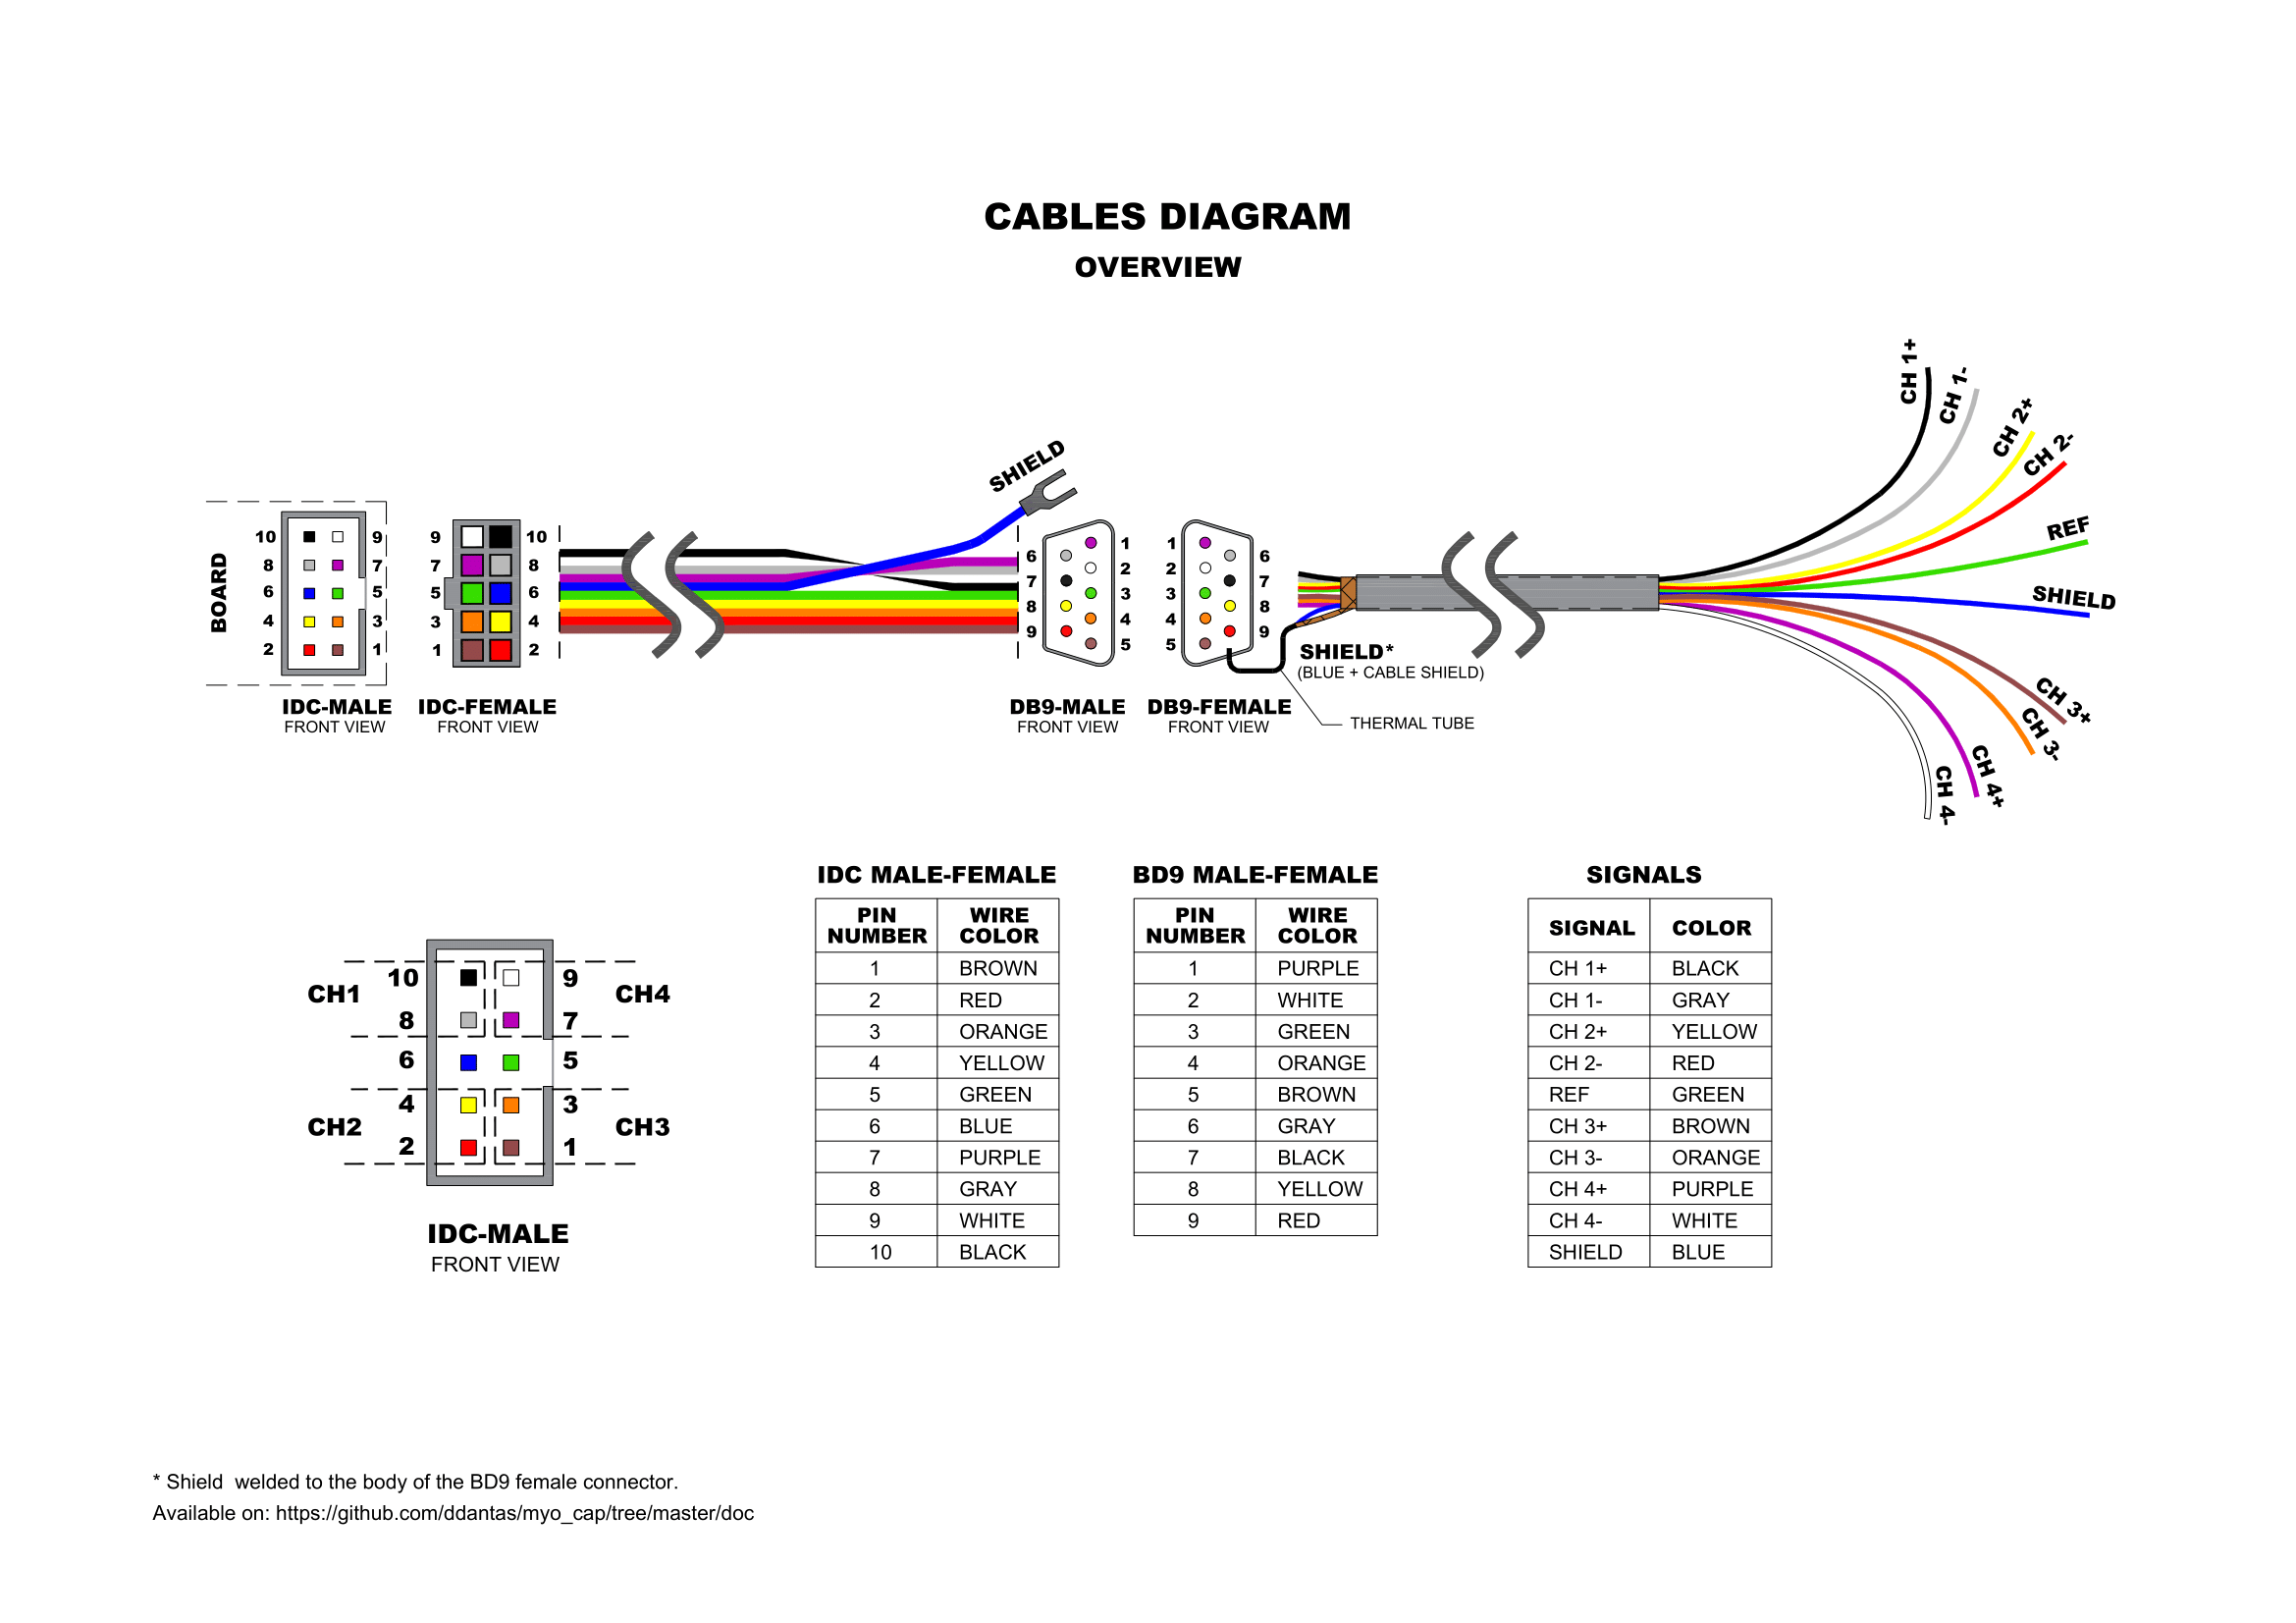 CABLES DIAGRAM
OVERVIEW
CH 1+
CH 1-
CH 2+
CH 2-
REF
SHIELD
CH 3+
CH 3-
CH 4+
CH 4-
SHIELD
BOARD
10 9
8 7
6 5
4 3
2 1
IDC-MALE
FRONT VIEW
9 10
7 8
5 6
3 4
1 2
IDC-FEMALE
FRONT VIEW
6 1
7 2
8 3
9 4
5
DB9-MALE
FRONT VIEW
1 6
2 7
3 8
4 9
5
DB9-FEMALE
FRONT VIEW
SHIELD*
(BLUE + CABLE SHIELD)
THERMAL TUBE
CH1 10 9 CH4
8 7
6 5
4 3
CH2 2 1 CH3
IDC-MALE
FRONT VIEW
IDC MALE-FEMALE
PIN NUMBER WIRE COLOR
1 BROWN
2 RED
3 ORANGE
4 YELLOW
5 GREEN
6 BLUE
7 PURPLE
8 GRAY
9 WHITE
10 BLACK
BD9 MALE-FEMALE
PIN NUMBER WIRE COLOR
1 PURPLE
2 WHITE
3 GREEN
4 ORANGE
5 BROWN
6 GRAY
7 BLACK
8 YELLOW
9 RED
SIGNALS
SIGNAL COLOR
CH 1+ BLACK
CH 1- GRAY
CH 2+ YELLOW
CH 2- RED
REF GREEN
CH 3+ BROWN
CH 3- ORANGE
CH 4+ PURPLE
CH 4- WHITE
SHIELD BLUE
* Shield welded to the body of the BD9 female connector.
Available on: https://github.com/ddantas/myo_cap/tree/master/doc